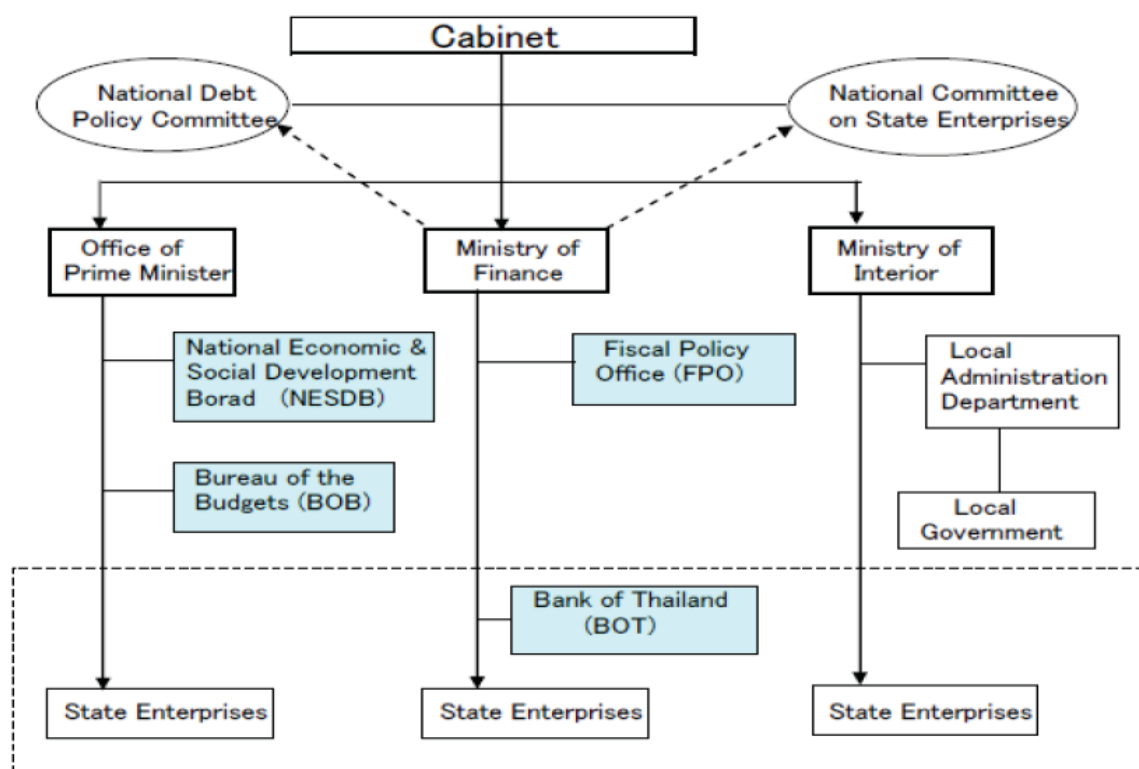 Cabinet
National Debt
Policy Committee
National Committee
on State Enterprises
Office of
Prime Minister
Ministry of
Finance
Ministry of
Interior
National Economic &
Social Development
Borad (NESDB)
Fiscal Policy
Office (FPO)
Local
Administration
Department
Bureau of the
Budgets (BOB)
Local
Government
Bank of Thailand
(BOT)
State Enterprises
State Enterprises
State Enterprises